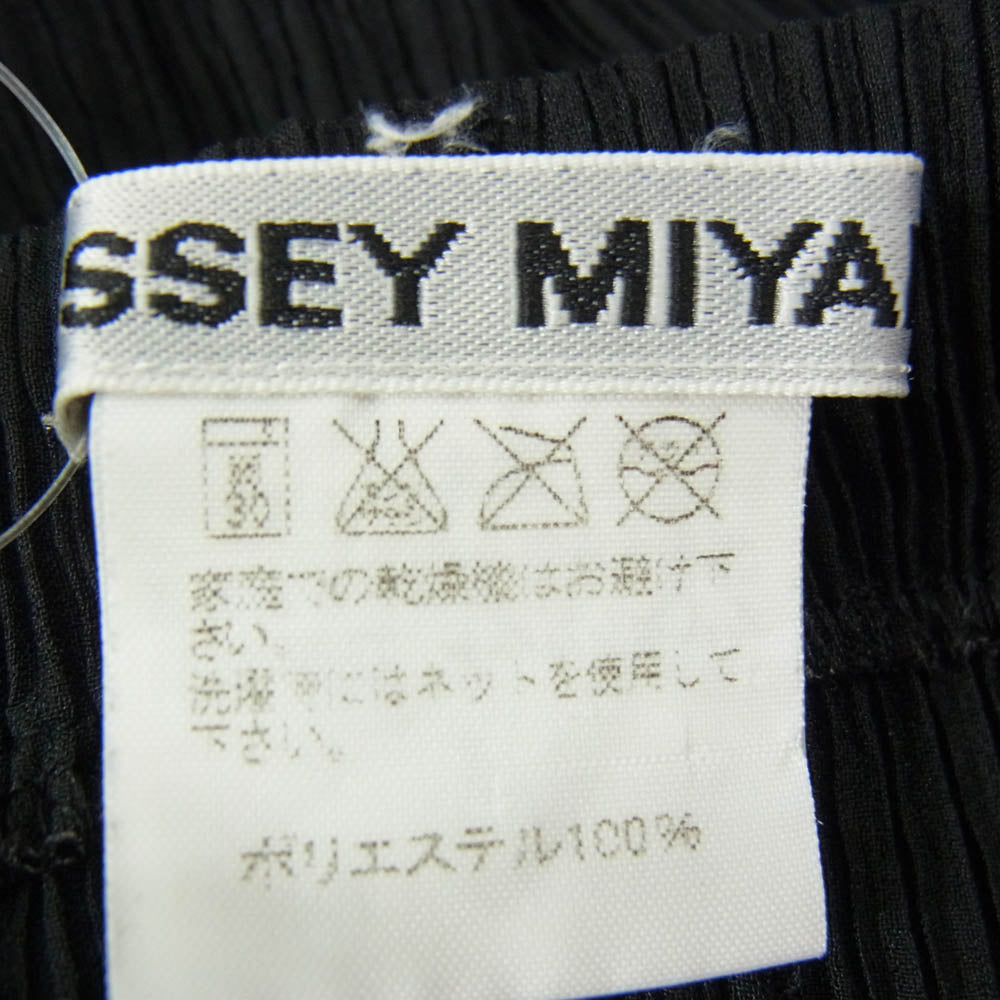 SSEY MIYA
30
家庭での乾燥機はお避け下
さい。
洗濯の際にはネットを使用して
下さい。
ポリエステル100%